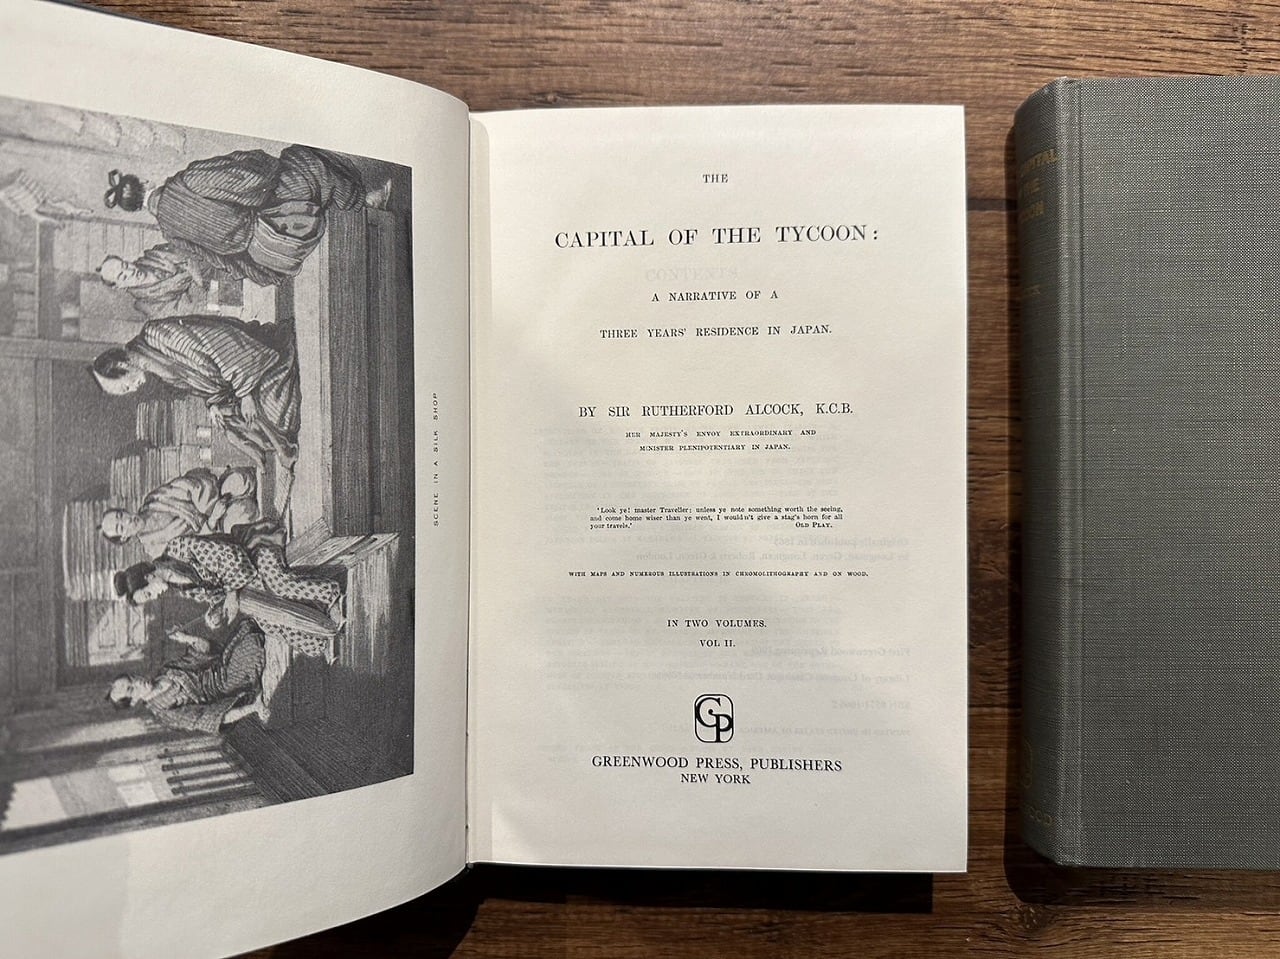 SCENE IN A SILK SHOP
THE
CAPITAL OF THE TYCOON:
A NARRATIVE OF A
THREE YEARS' RESIDENCE IN JAPAN.
BY SIR RUTHERFORD ALCOCK, K.C.B.
HER MAJESTY'S ENVOY EXTRAORDINARY AND
MINISTER PLENIPOTENTIARY IN JAPAN.
'Look ye! master Traveller; unless ye note something worth the seeing,
and come home wiser than ye went, I wouldn't give a stag's horn for all
your travels.' OLD PLAY.
WITH MAPS AND NUMEROUS ILLUSTRATIONS IN CHROMOLITHOGRAPHY AND ON WOOD.
IN TWO VOLUMES.
VOL II.
GP
GREENWOOD PRESS, PUBLISHERS
NEW YORK